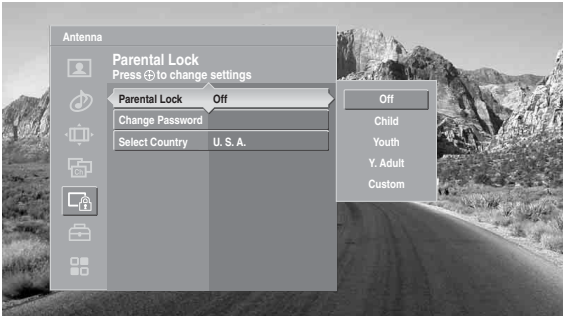 Antenna
Parental Lock
Press ⊕ to change settings
Parental Lock Off
Change Password
Select Country U. S. A.
Off
Child
Youth
Y. Adult
Custom
Ch